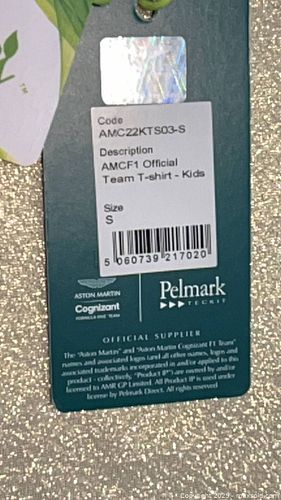 Code
AMC22KTS03-S
Description
AMCF1 Official
Team T-shirt - Kids
Size
S
5 060739 217020
ASTON MARTIN
Cognizant
FORMULA ONE TEAM
Pelmark
TECKIT
OFFICIAL SUPPLIER
The "Aston Martin" and "Aston Martin Cognizant F1 Team"
names and associated logos (and all other names, logos and
associated trademarks incorporated in and/or applied to this
product - collectively, "Product IP") are owned by and/or
licensed to AMR GP Limited. All Product IP is used under
license by Pelmark Direct. All rights reserved